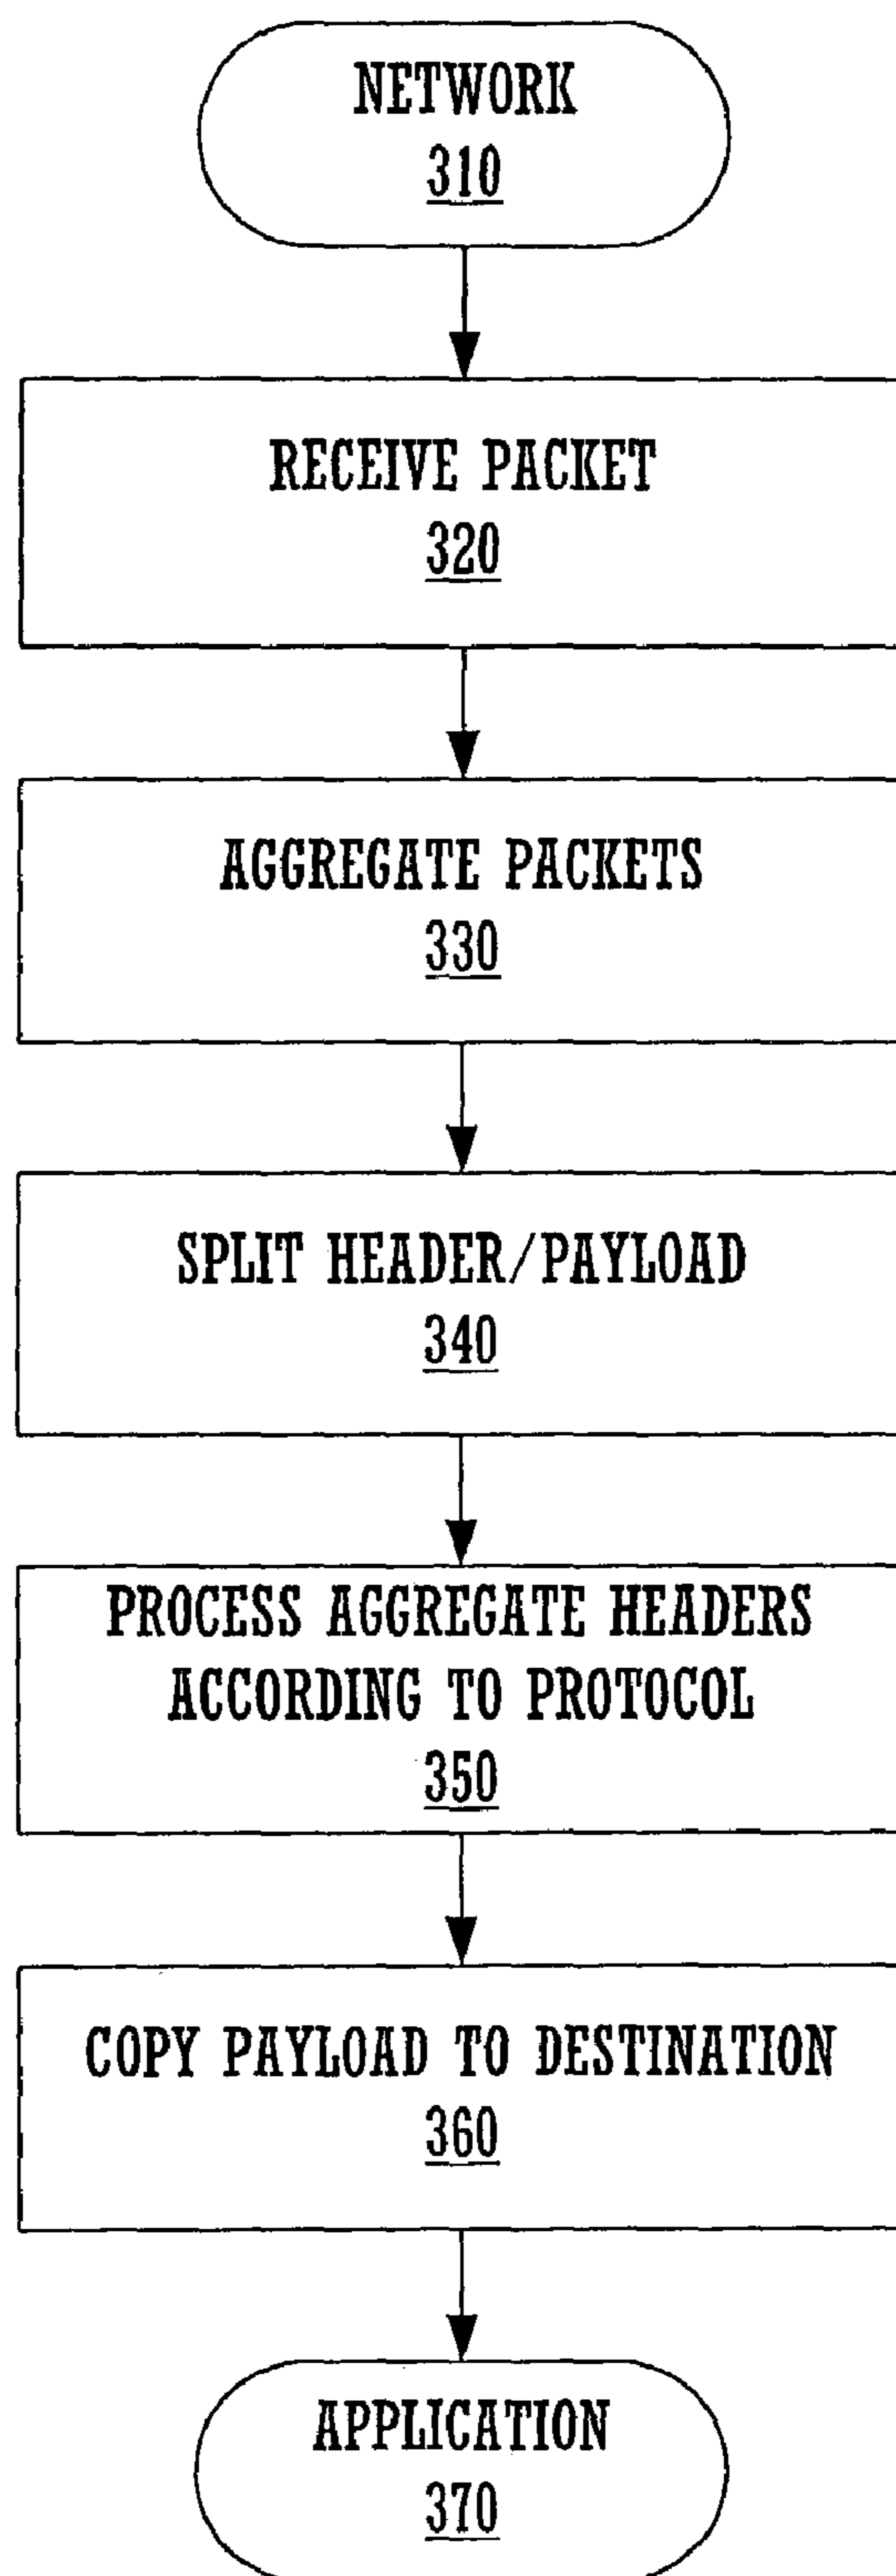 NETWORK
310
RECEIVE PACKET
320
AGGREGATE PACKETS
330
SPLIT HEADER/PAYLOAD
340
PROCESS AGGREGATE HEADERS
ACCORDING TO PROTOCOL
350
COPY PAYLOAD TO DESTINATION
360
APPLICATION
370